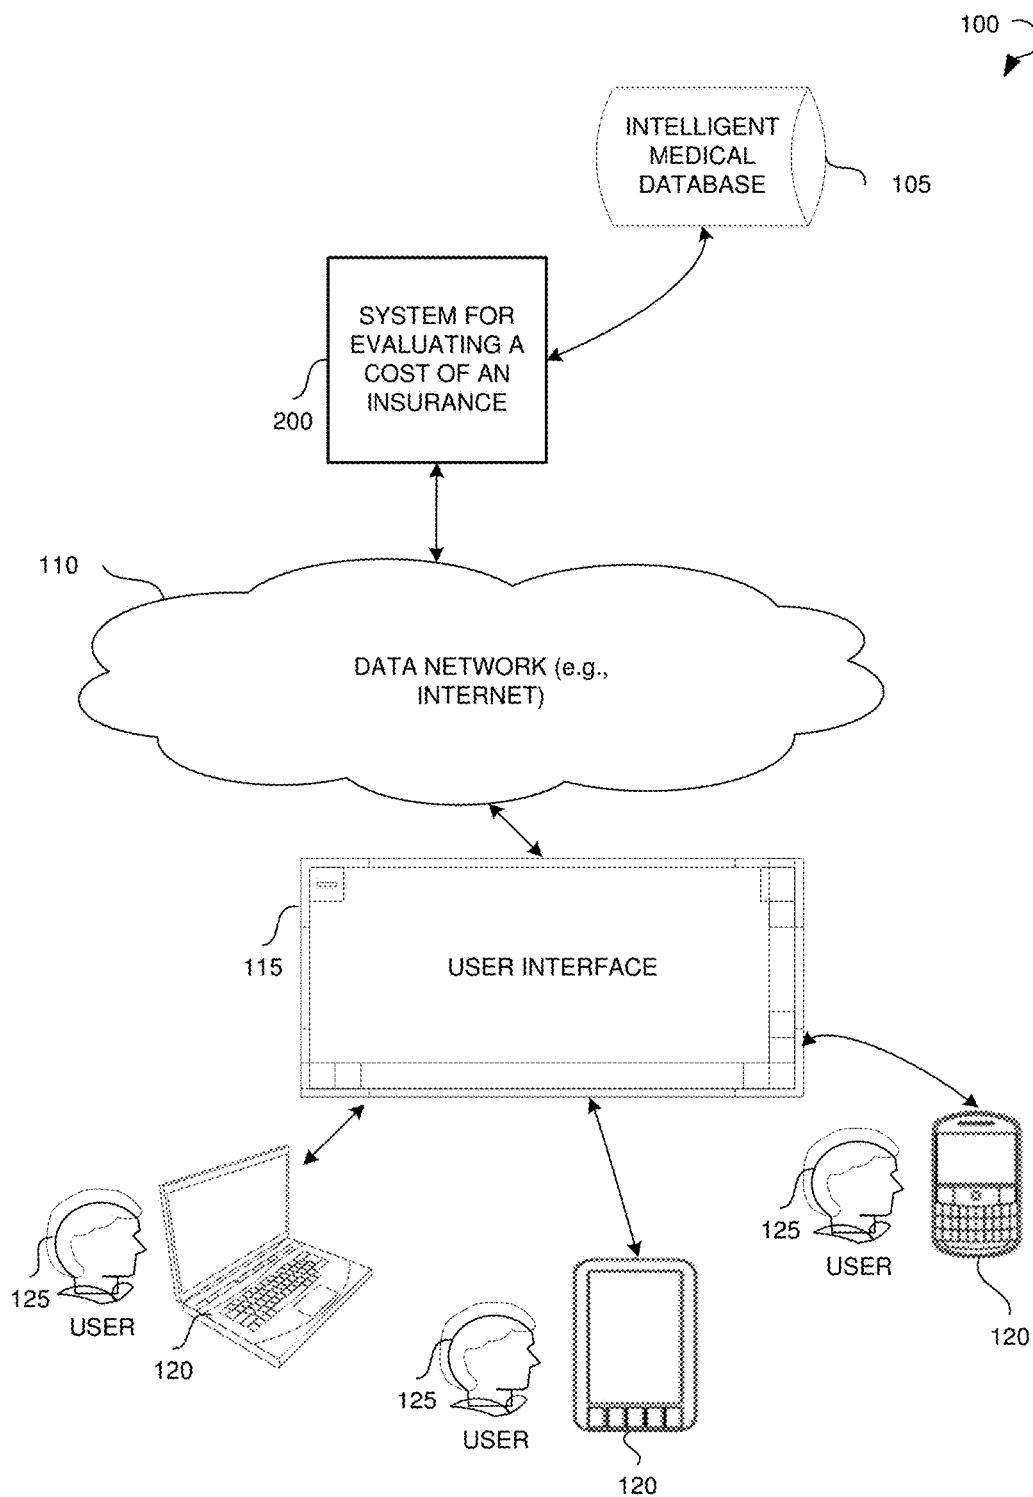 100
INTELLIGENT
MEDICAL
DATABASE
105
SYSTEM FOR
EVALUATING A
COST OF AN
INSURANCE
200
110
DATA NETWORK (e.g.,
INTERNET)
115
USER INTERFACE
125
USER
120
125
USER
120
125
USER
120